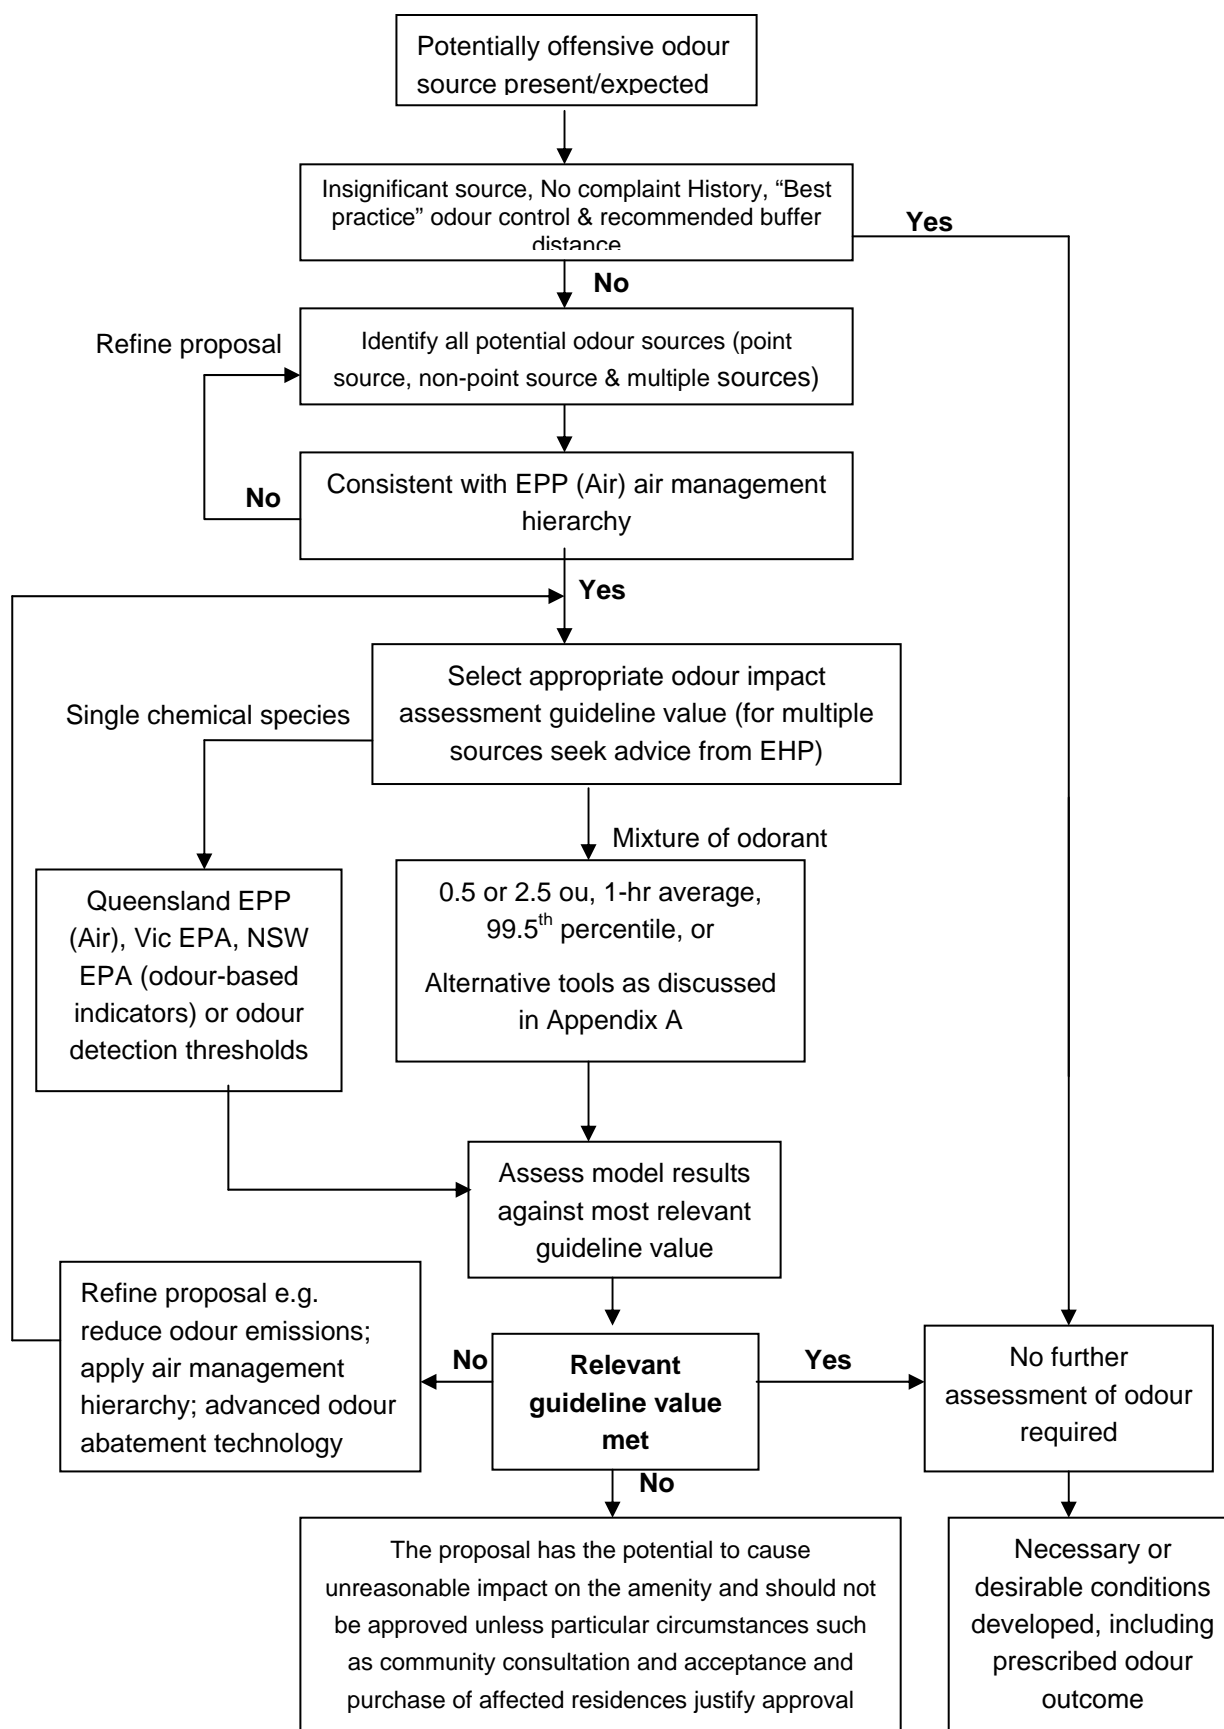 Potentially offensive odour
source present/expected
Insignificant source, No complaint History, “Best
practice” odour control & recommended buffer
distance
Yes
No
Refine proposal
Identify all potential odour sources (point
source, non-point source & multiple sources)
No
Consistent with EPP (Air) air management
hierarchy
Yes
Select appropriate odour impact
assessment guideline value (for multiple
sources seek advice from EHP)
Single chemical species
Mixture of odorant
Queensland EPP
(Air), Vic EPA, NSW
EPA (odour-based
indicators) or odour
detection thresholds
0.5 or 2.5 ou, 1-hr average,
99.5th percentile, or
Alternative tools as discussed
in Appendix A
Assess model results
against most relevant
guideline value
Refine proposal e.g.
reduce odour emissions;
apply air management
hierarchy; advanced odour
abatement technology
No
Relevant
guideline value
met
Yes
No further
assessment of odour
required
No
The proposal has the potential to cause
unreasonable impact on the amenity and should not
be approved unless particular circumstances such
as community consultation and acceptance and
purchase of affected residences justify approval
Necessary or
desirable conditions
developed, including
prescribed odour
outcome